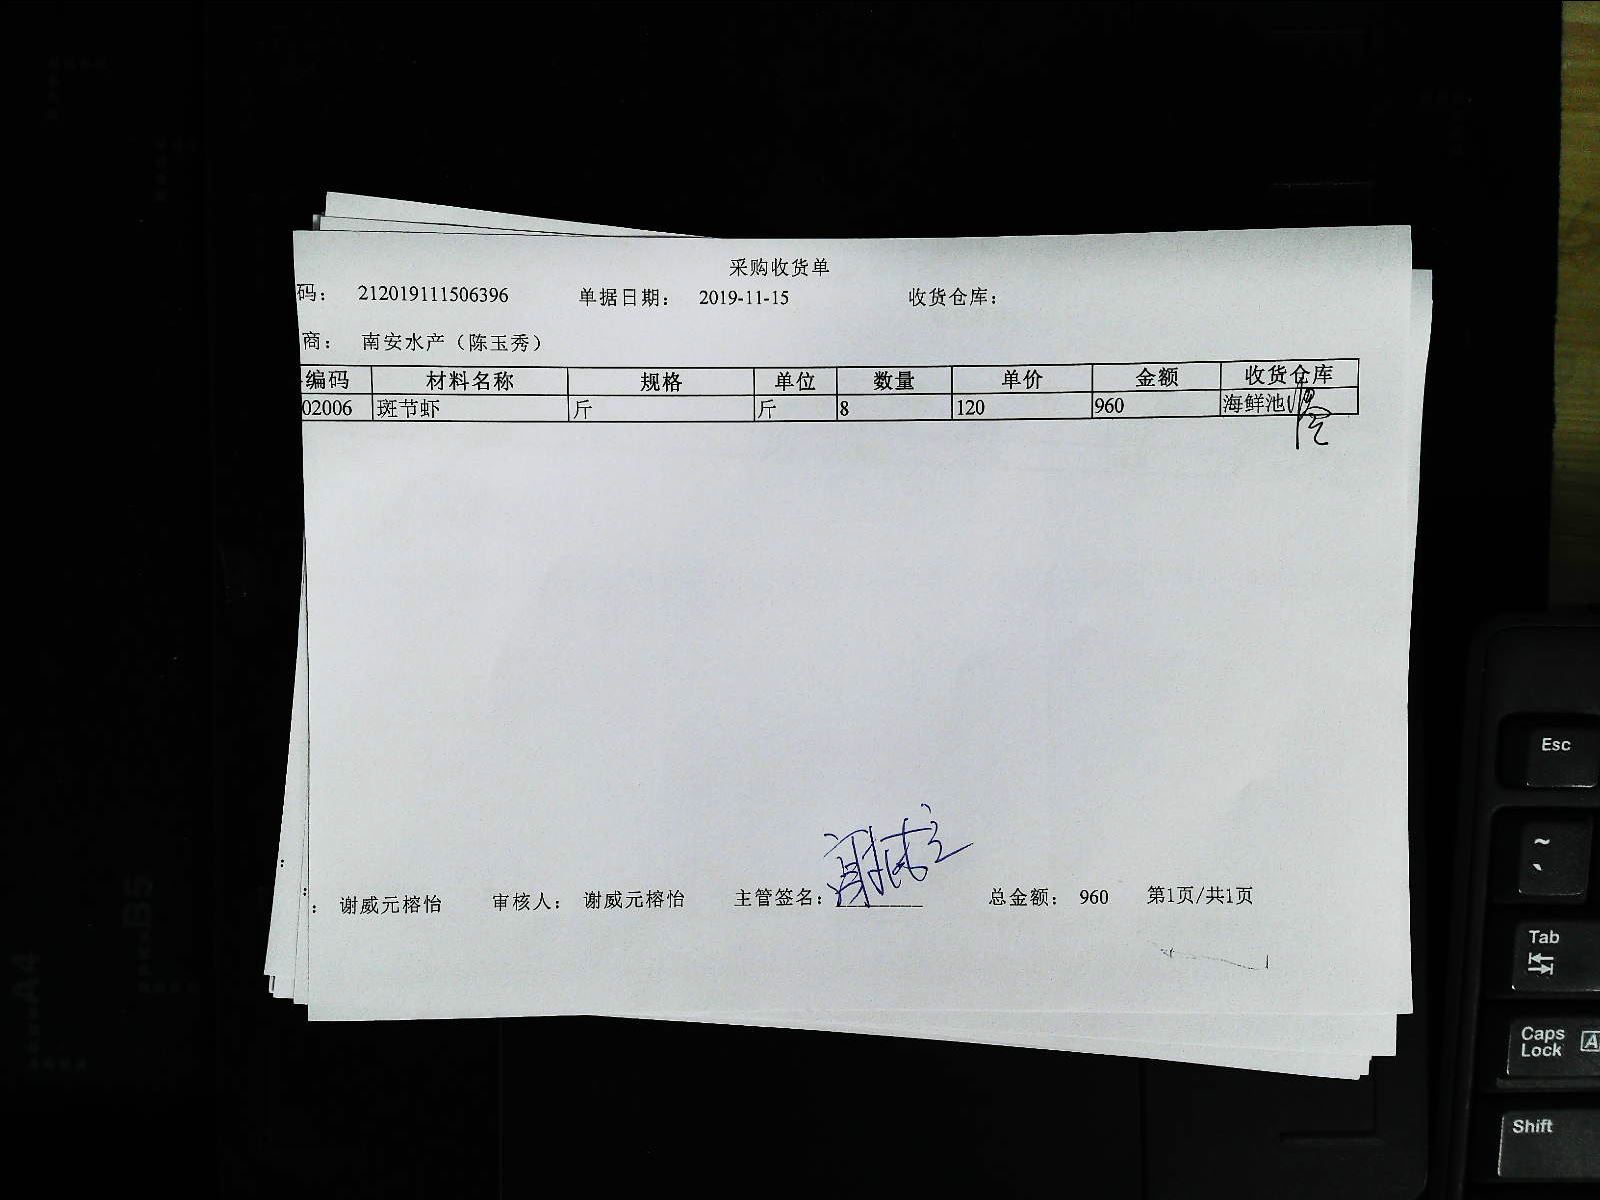 采购收货单
码： 212019111506396 单据日期： 2019-11-15 收货仓库：
商： 南安水产（陈玉秀）
编码 材料名称 规格 单位 数量 单价 金额 收货仓库
02006 斑节虾 斤 斤 8 120 960 海鲜池
： 谢威元榕怡 审核人： 谢威元榕怡 主管签名： 总金额： 960 第1页/共1页
Esc
~
Tab
Caps Lock A
Shift
B5
A4